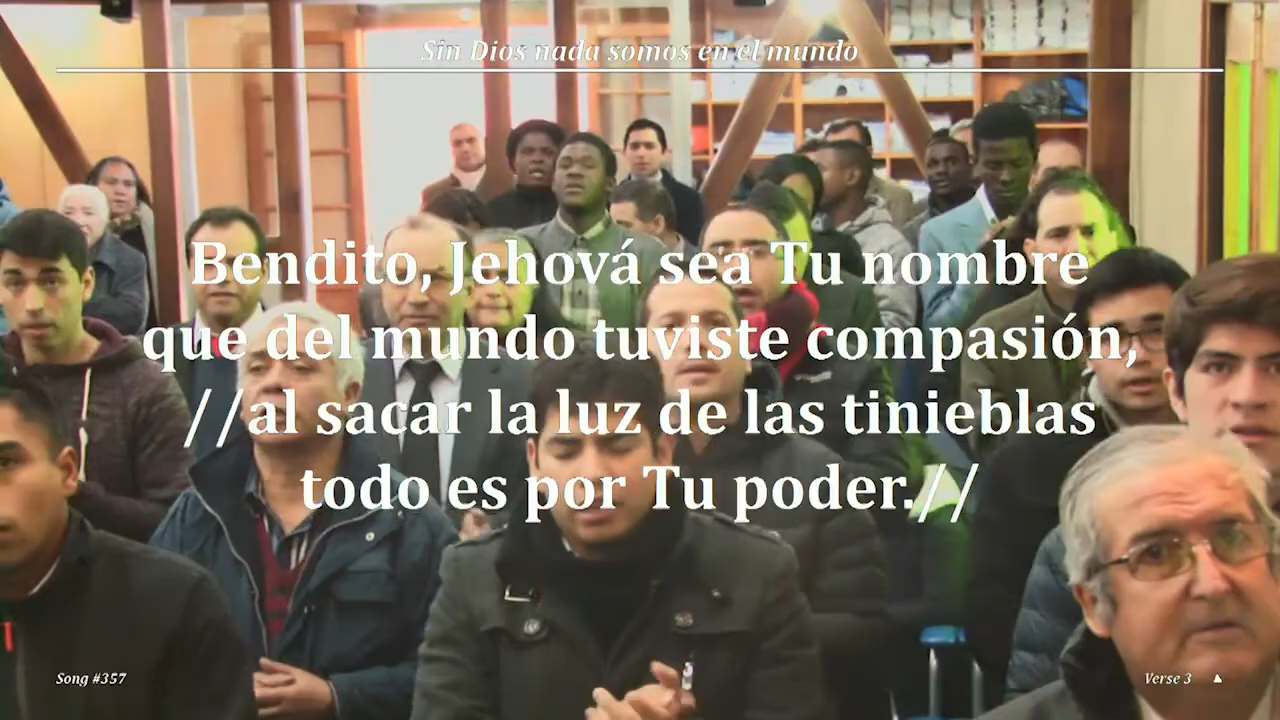 Sin Dios nada somos en el mundo
Bendito, Jehová sea Tu nombre
que del mundo tuviste compasión,
//al sacar la luz de las tinieblas
todo es por Tu poder.//
Song #357
Verse 3 ▲